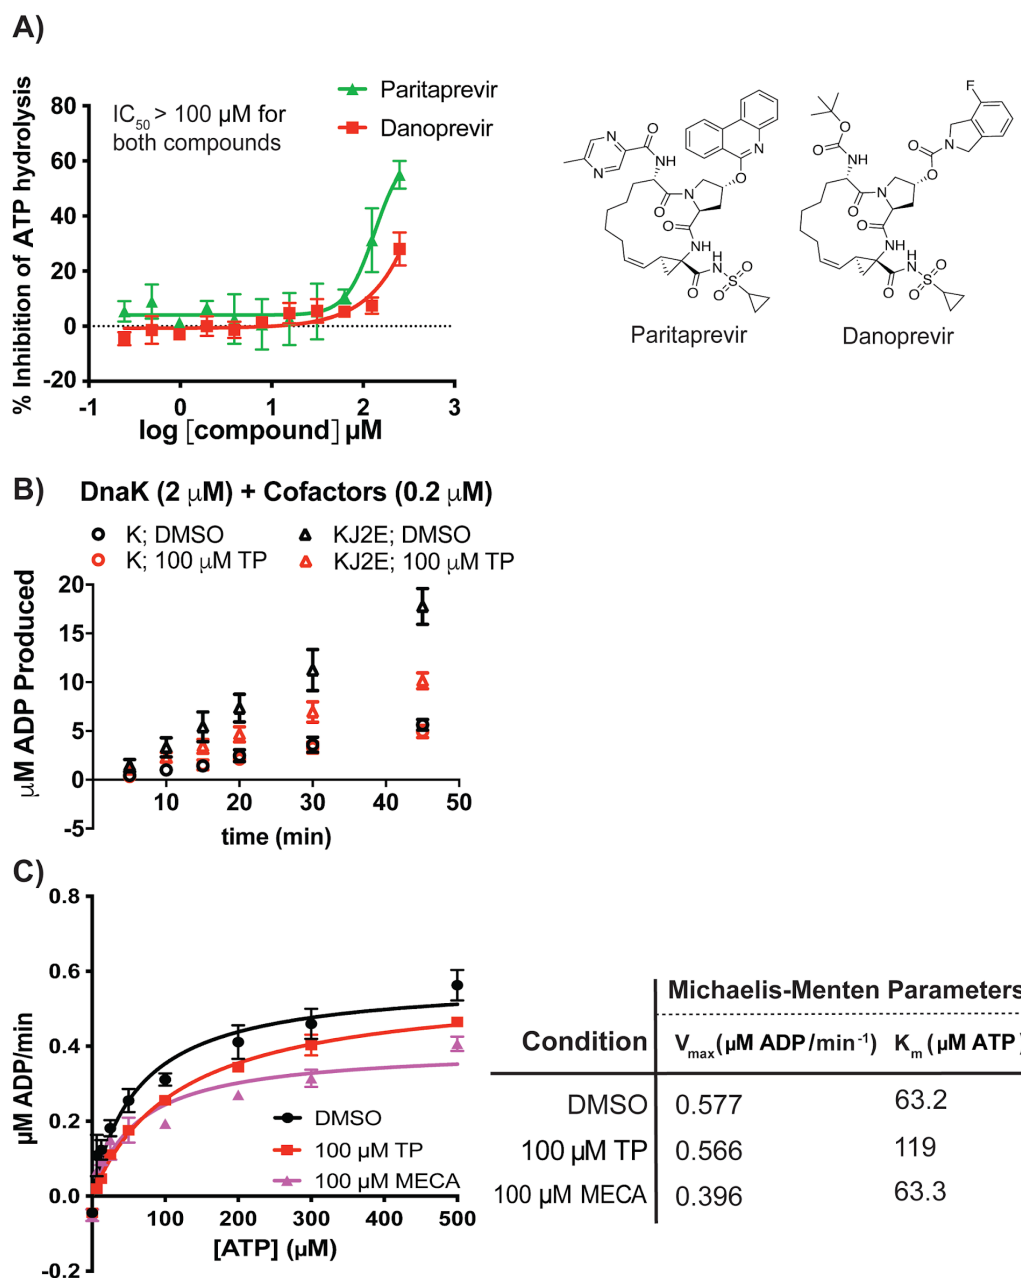 A)
% Inhibition of ATP hydrolysis
80
60
40
20
0
-20
-1
0
1
2
3
log [compound] µM
IC50 > 100 µM for
both compounds
Paritaprevir
Danoprevir
N
N
O
NH
N
O
O
N
O
O
NH
H
N
O
S
O
O
Paritaprevir
O
O
NH
F
N
O
O
N
O
O
NH
H
N
O
S
O
O
Danoprevir
B)
DnaK (2 µM) + Cofactors (0.2 µM)
K; DMSO
KJ2E; DMSO
K; 100 µM TP
KJ2E; 100 µM TP
µM ADP Produced
20
15
10
5
0
-5
10
20
30
40
50
time (min)
C)
µM ADP/min
0.8
0.6
0.4
0.2
0.0
-0.2
100
200
300
400
500
[ATP] (µM)
DMSO
100 µM TP
100 µM MECA
Michaelis-Menten Parameters
Condition Vmax (µM ADP/min-1) Km (µM ATP)
DMSO 0.577 63.2
100 µM TP 0.566 119
100 µM MECA 0.396 63.3